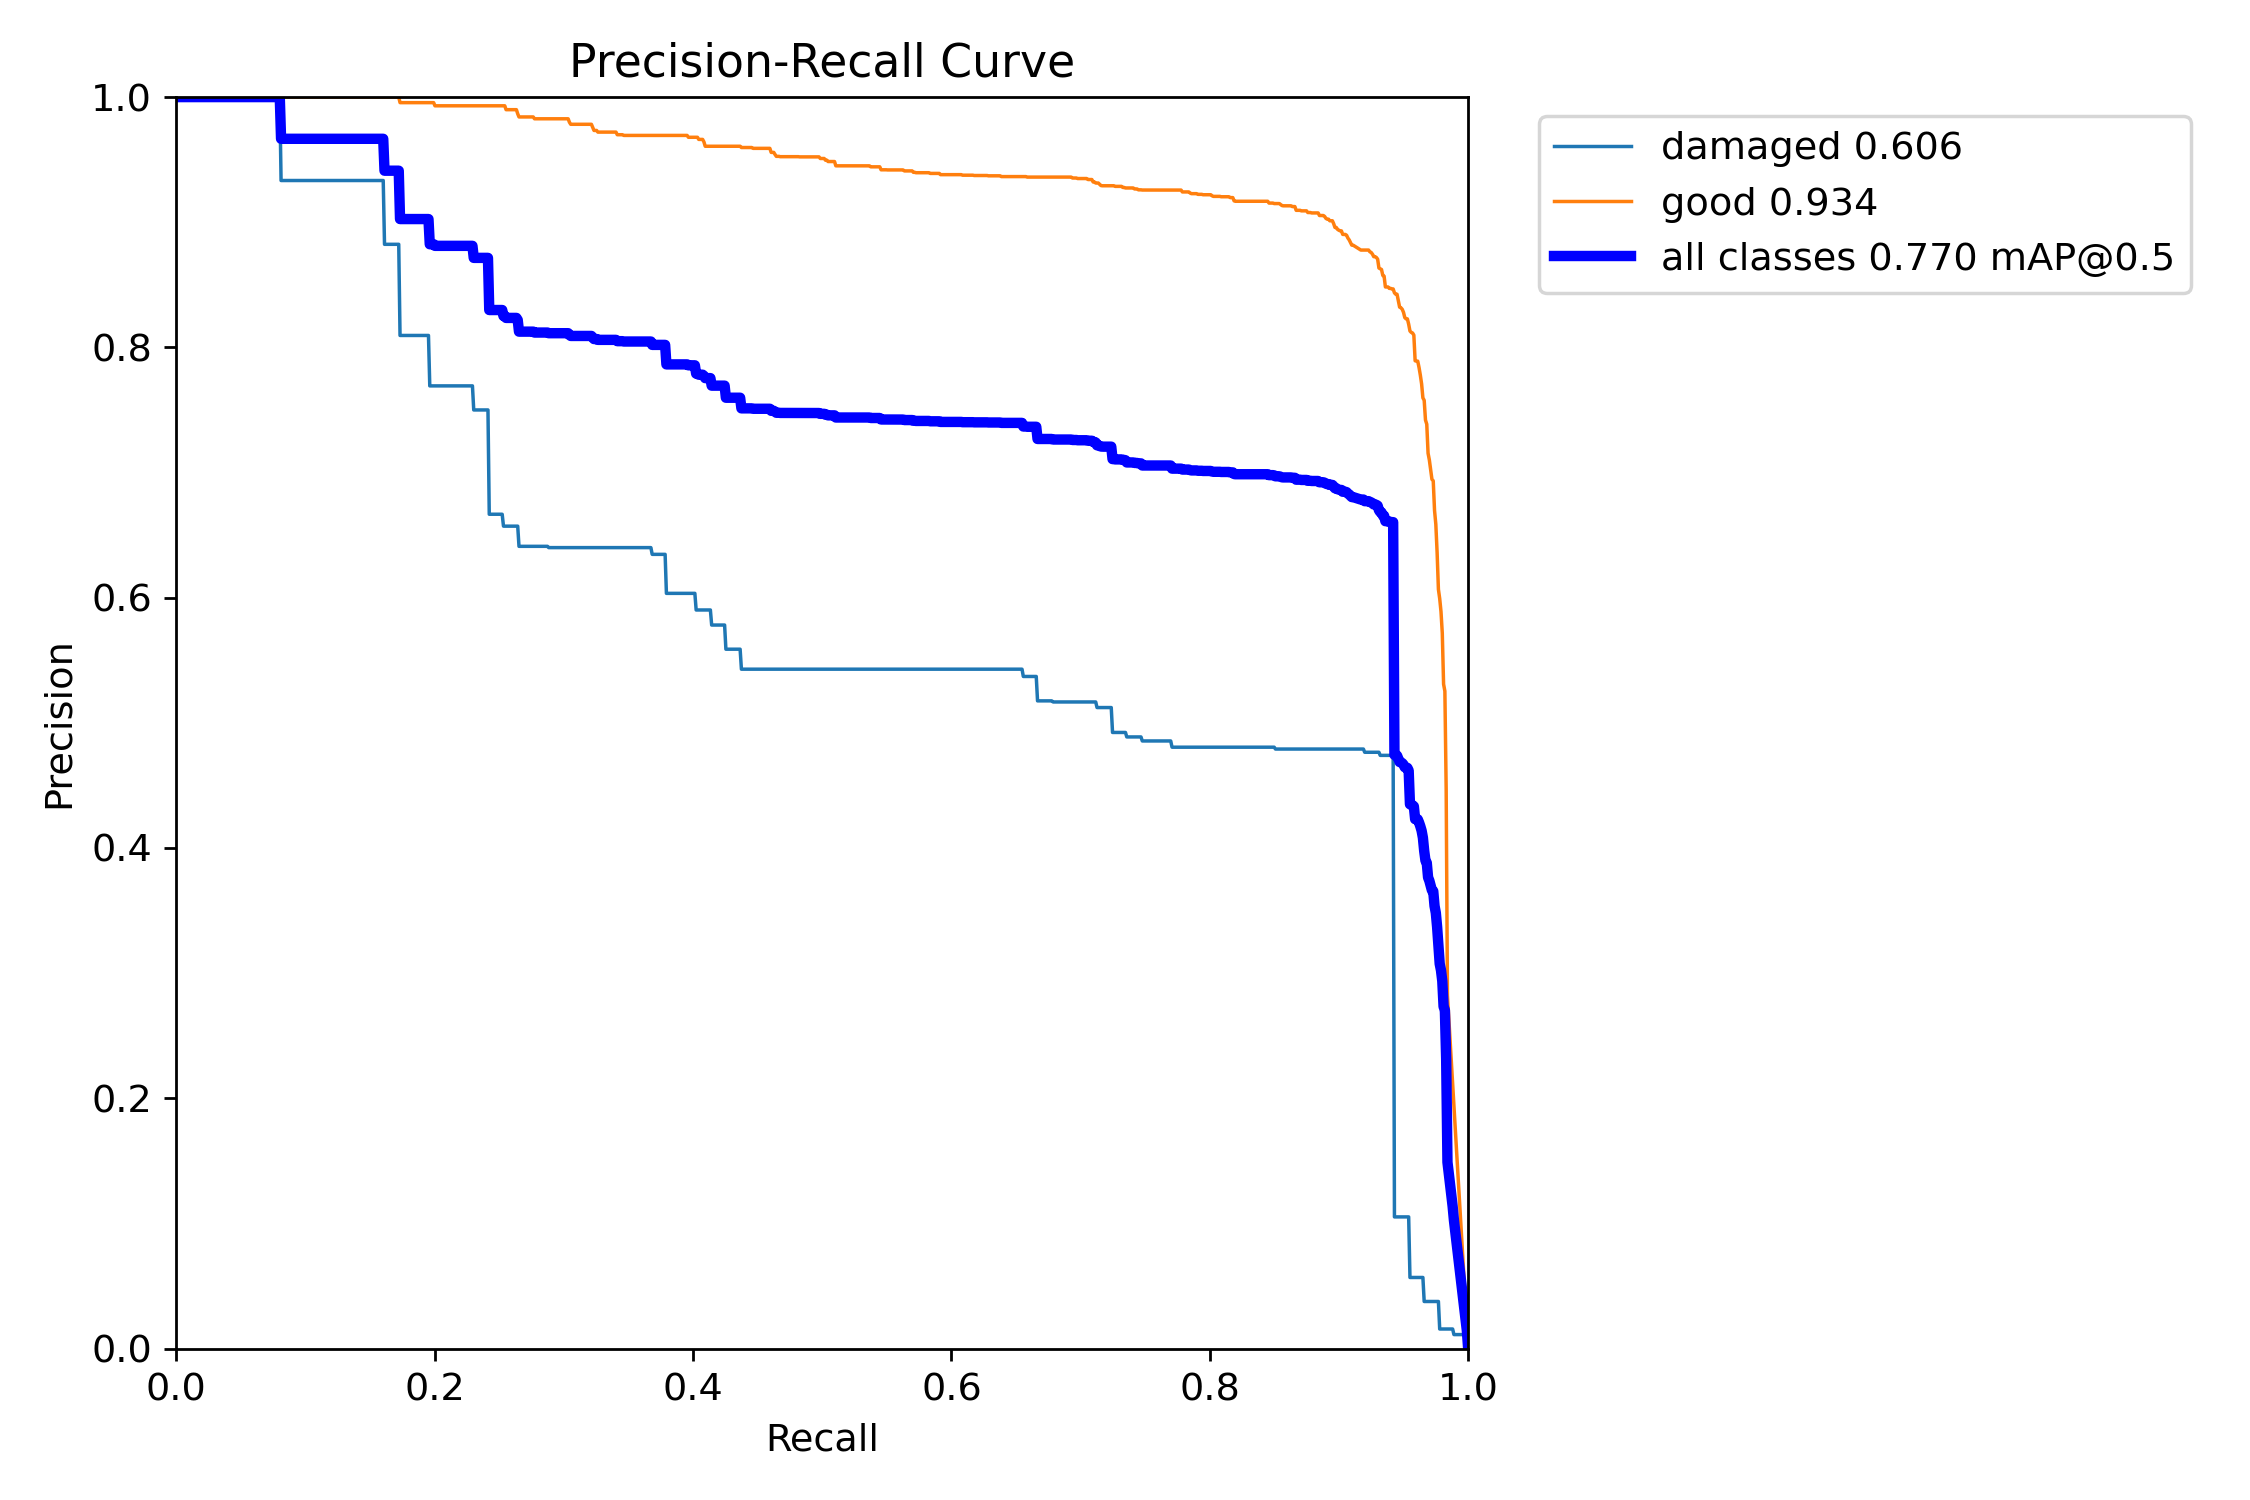 Precision-Recall Curve
damaged 0.606
good 0.934
all classes 0.770 mAP@0.5
Precision
1.0
0.8
0.6
0.4
0.2
0.0
0.0 0.2 0.4 0.6 0.8 1.0
Recall